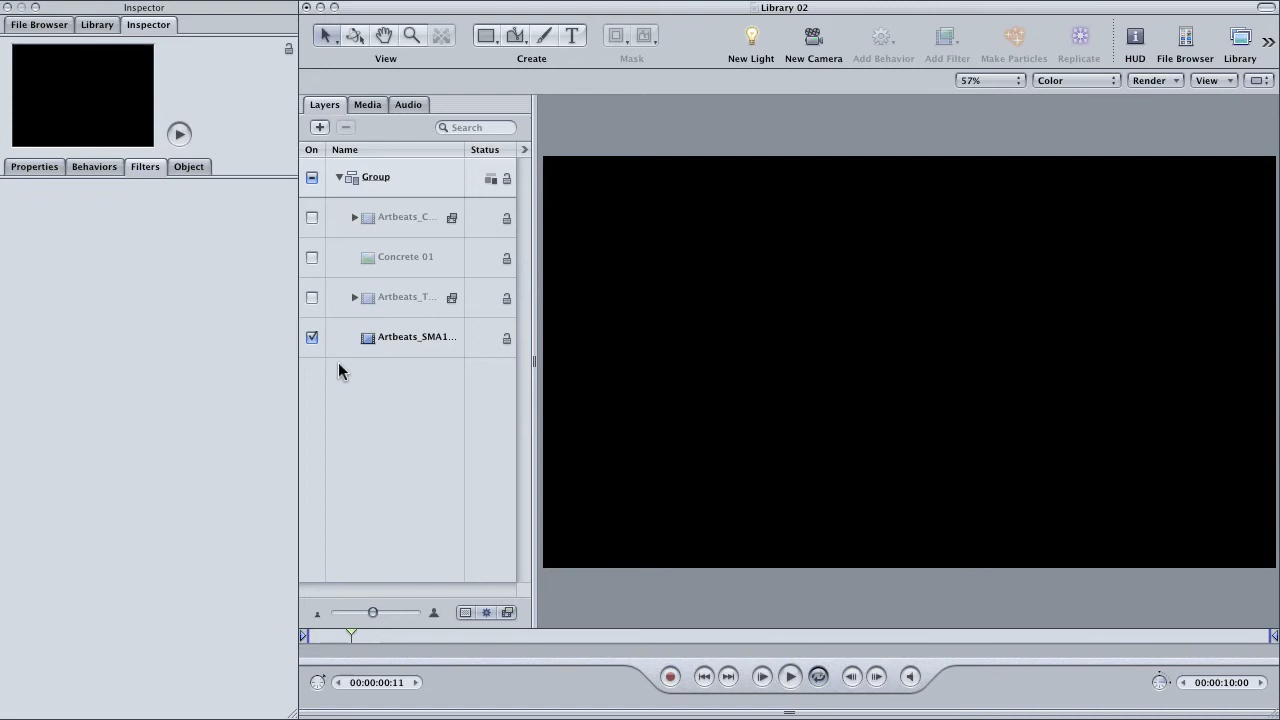 Inspector
Library 02
File Browser Library Inspector
View
Create
Mask
New Light New Camera Add Behavior Add Filter Make Particles Replicate HUD File Browser Library
57% Color Render View
Layers Media Audio
Search
On Name Status
Properties Behaviors Filters Object
Group
Artbeats_C...
Concrete 01
Artbeats_T...
Artbeats_SMA1...
00:00:00:11
00:00:10:00